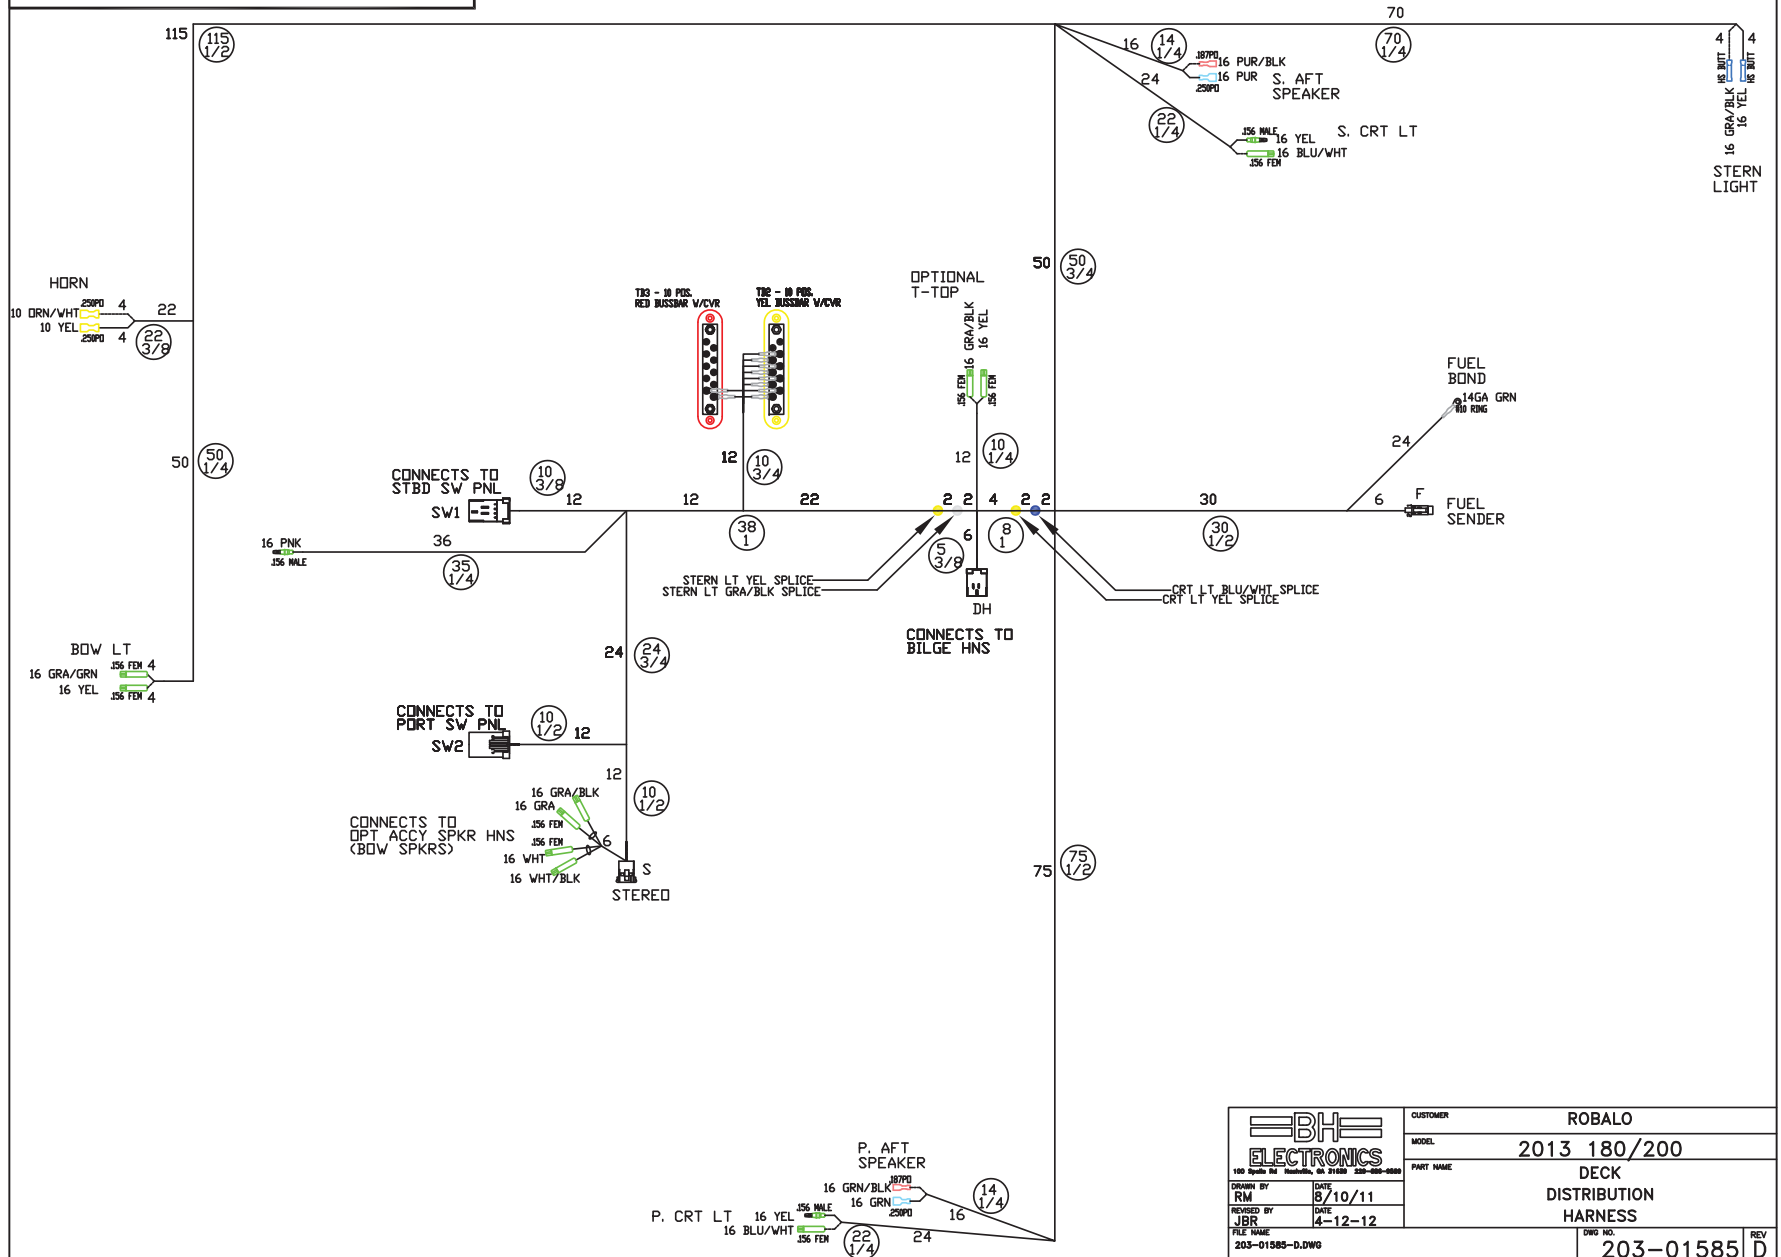 115
115
1/2
70
70
1/4
16
14
1/4
.187PO
16 PUR/BLK
16 PUR
.250PO
S. AFT
SPEAKER
24
22
1/4
.156 MALE
16 YEL
16 BLU/WHT
.156 FEM
S. CRT LT
4
4
HS BUTT
HS BUTT
16 GRA/BLK
16 YEL
STERN
LIGHT
50
50
3/4
HORN
.250PO
10 ORN/WHT
10 YEL
.250PO
4
4
22
22
3/8
TB3 - 10 POS.
RED BUSSBAR W/CVR
TB2 - 10 POS.
YEL BUSSBAR W/CVR
OPTIONAL
T-TOP
16 GRA/BLK
16 YEL
.156 FEM
.156 FEM
FUEL
BOND
14GA GRN
#10 RING
24
50
50
1/4
CONNECTS TO
STBD SW PNL
SW1
10
3/8
12
12
12
10
3/4
22
38
1
12
10
1/4
2
2
4
2
2
6
5
3/8
8
1
30
30
1/2
6
F
FUEL
SENDER
16 PNK
.156 MALE
36
35
1/4
STERN LT YEL SPLICE
STERN LT GRA/BLK SPLICE
CRT LT BLU/WHT SPLICE
CRT LT YEL SPLICE
DH
CONNECTS TO
BILGE HNS
BOW LT
16 GRA/GRN
16 YEL
.156 FEM
.156 FEM
4
4
24
24
3/4
CONNECTS TO
PORT SW PNL
SW2
10
1/2
12
12
10
1/2
16 GRA/BLK
16 GRA
.156 FEM
.156 FEM
16 WHT
16 WHT/BLK
6
CONNECTS TO
OPT ACCY SPKR HNS
(BOW SPKRS)
S
STEREO
75
75
1/2
P. AFT
SPEAKER
16 GRN/BLK
.187PO
16 GRN
.250PO
16
14
1/4
P. CRT LT
16 YEL
.156 MALE
16 BLU/WHT
.156 FEM
22
1/4
24
BH
ELECTRONICS
CUSTOMER
ROBALO
MODEL
2013 180/200
PART NAME
DECK
DISTRIBUTION
HARNESS
DRAWN BY
RM
DATE
8/10/11
REVISED BY
JBR
DATE
4-12-12
FILE NAME
203-01585-D.DWG
DWG NO.
203-01585
REV
D